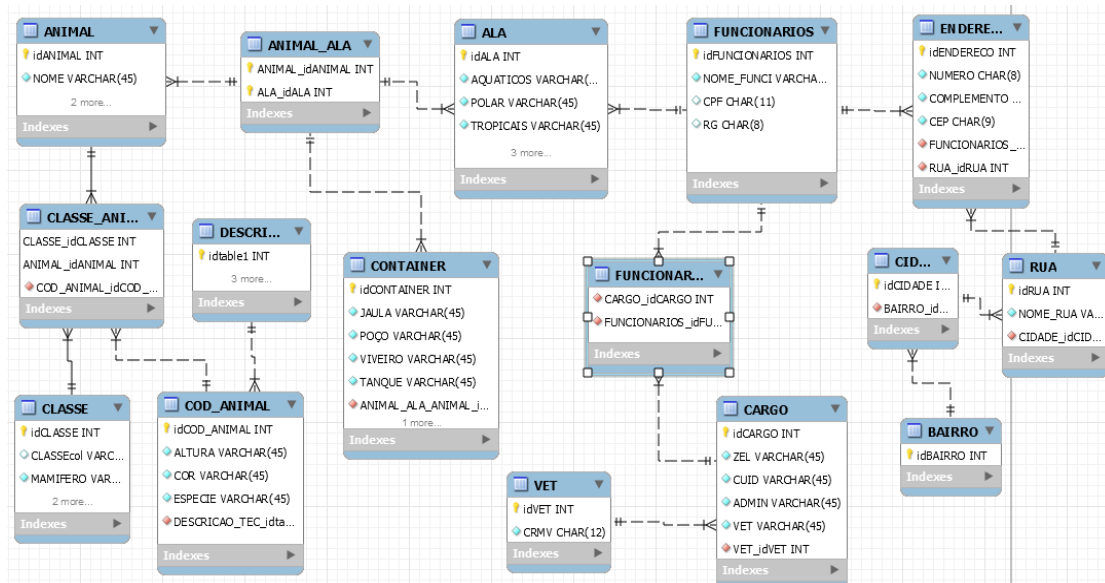 ANIMAL
idANIMAL INT
NOME VARCHAR(45)
2 more...
Indexes
ANIMAL_ALA
ANIMAL_idANIMAL INT
ALA_idALA INT
Indexes
ALA
idALA INT
AQUATICOS VARCHAR(...
POLAR VARCHAR(45)
TROPICAIS VARCHAR(45)
3 more...
Indexes
FUNCIONARIOS
idFUNCIONARIOS INT
NOME_FUNCI VARCHA...
CPF CHAR(11)
RG CHAR(8)
Indexes
ENDERE...
idENDERECO INT
NUMERO CHAR(8)
COMPLEMENTO ...
CEP CHAR(9)
FUNCIONARIOS_...
RUA_idRUA INT
Indexes
CLASSE_ANI...
CLASSE_idCLASSE INT
ANIMAL_idANIMAL INT
COD_ANIMAL_idCOD_...
Indexes
DESCRI...
idtable1 INT
3 more...
Indexes
CONTAINER
idCONTAINER INT
JAULA VARCHAR(45)
POÇO VARCHAR(45)
VIVEIRO VARCHAR(45)
TANQUE VARCHAR(45)
ANIMAL_ALA_ANIMAL_i...
1 more...
Indexes
FUNCIONAR...
CARGO_idCARGO INT
FUNCIONARIOS_idFU...
Indexes
CID...
idCIDADE I...
BAIRRO_id...
Indexes
RUA
idRUA INT
NOME_RUA VA...
CIDADE_idCID...
Indexes
CLASSE
idCLASSE INT
CLASSEcol VARC...
MAMIFERO VAR...
2 more...
Indexes
COD_ANIMAL
idCOD_ANIMAL INT
ALTURA VARCHAR(45)
COR VARCHAR(45)
ESPECIE VARCHAR(45)
DESCRICAO_TEC_idta...
Indexes
VET
idVET INT
CRMV CHAR(12)
Indexes
CARGO
idCARGO INT
ZEL VARCHAR(45)
CUID VARCHAR(45)
ADMIN VARCHAR(45)
VET VARCHAR(45)
VET_idVET INT
Indexes
BAIRRO
idBAIRRO INT
Indexes